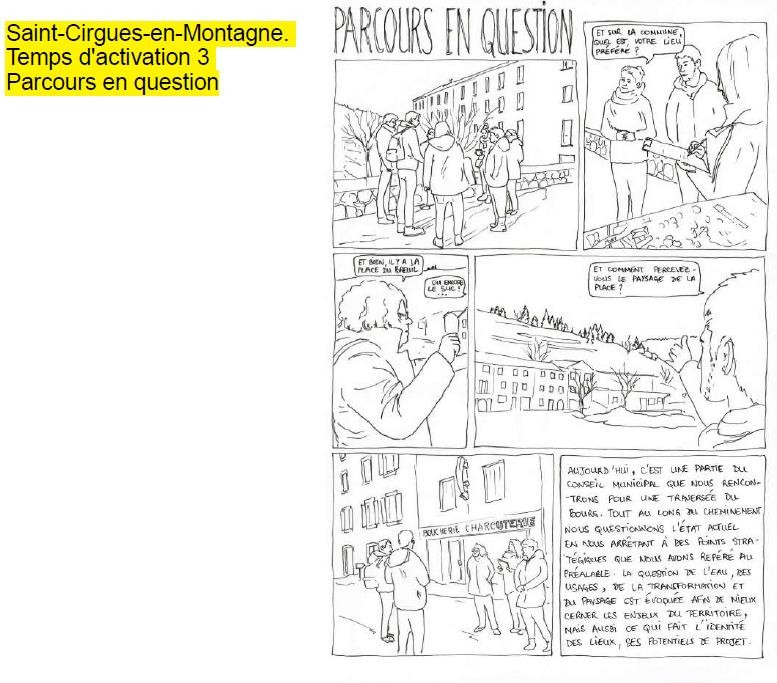 Saint-Cirgues-en-Montagne.
Temps d'activation 3
Parcours en question
PARCOURS EN QUESTION
ET SUR LA COMMUNE,
QUEL EST VOTRE LIEU
PRÉFÉRÉ ?
ET BIEN, IL Y A LA
PLACE DU BREUIL
OU ENCORE
LE SUC !
ET COMMENT PERCEVEZ-
VOUS LE PAYSAGE DE LA
PLACE ?
BOUCHERIE CHARCUTERIE
AUJOURD'HUI, C'EST UNE PARTIE DU
CONSEIL MUNICIPAL QUE NOUS RENCON-
-TRONS POUR UNE TRAVERSÉE DU
BOURG. TOUT AU LONG DU CHEMINEMENT
NOUS QUESTIONNONS L'ÉTAT ACTUEL
EN NOUS ARRÊTANT À DES POINTS STRA-
-TÉGIQUES QUE NOUS AVONS REPÉRÉ AU
PRÉALABLE. LA QUESTION DE L'EAU, DES
USAGES, DE LA TRANSFORMATION ET
DU PAYSAGE EST ÉVOQUÉE AFIN DE MIEUX
CERNER LES ENJEUX DU TERRITOIRE,
MAIS AUSSI CE QUI FAIT L'IDENTITÉ
DES LIEUX, DES POTENTIELS DE PROJET.